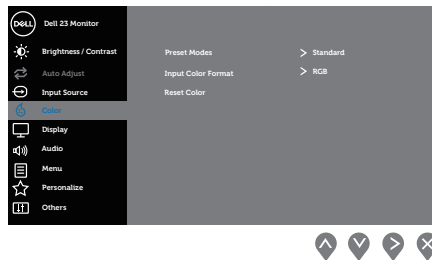 DELL
Dell 23 Monitor
Brightness / Contrast
Auto Adjust
Input Source
Color
Display
Audio
Menu
Personalize
Others
Preset Modes > Standard
Input Color Format > RGB
Reset Color